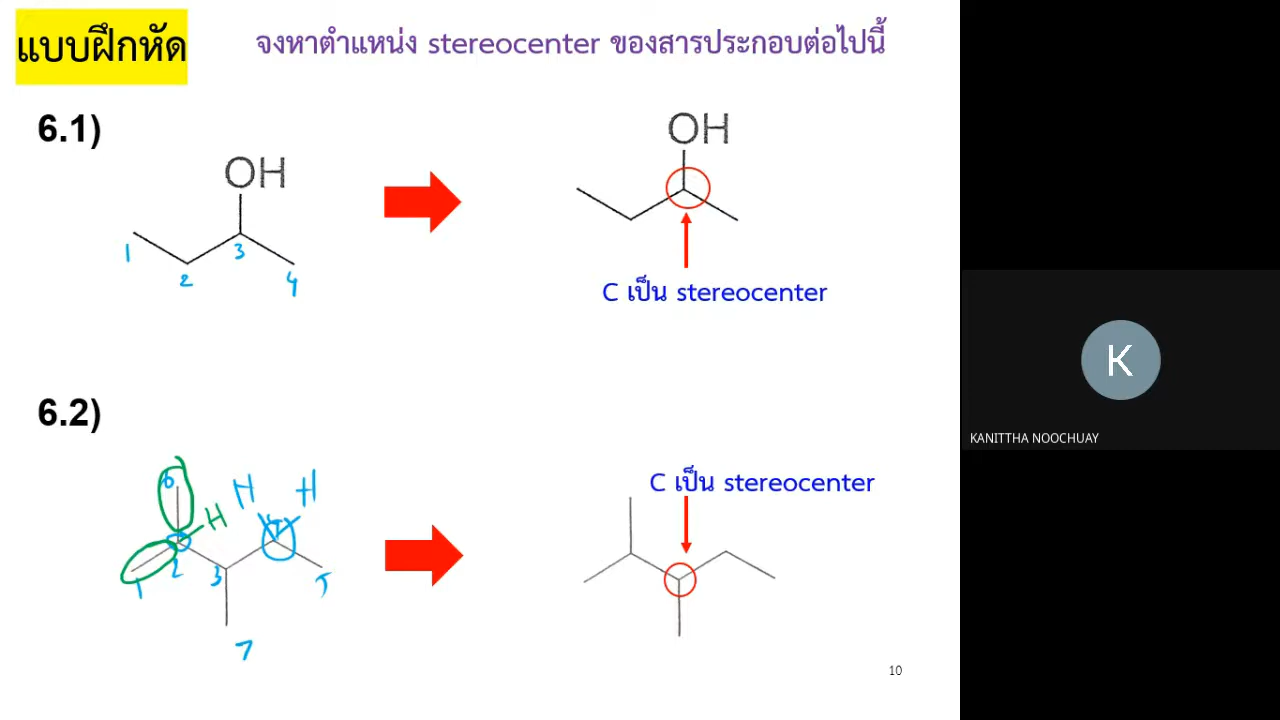 แบบฝึกหัด
จงหาตำแหน่ง stereocenter ของสารประกอบต่อไปนี้
6.1)
OH
1
2
3
4
OH
C เป็น stereocenter
6.2)
6
H
H
H
1
2
3
4
5
7
C เป็น stereocenter
10
K
KANITTHA NOOCHUAY